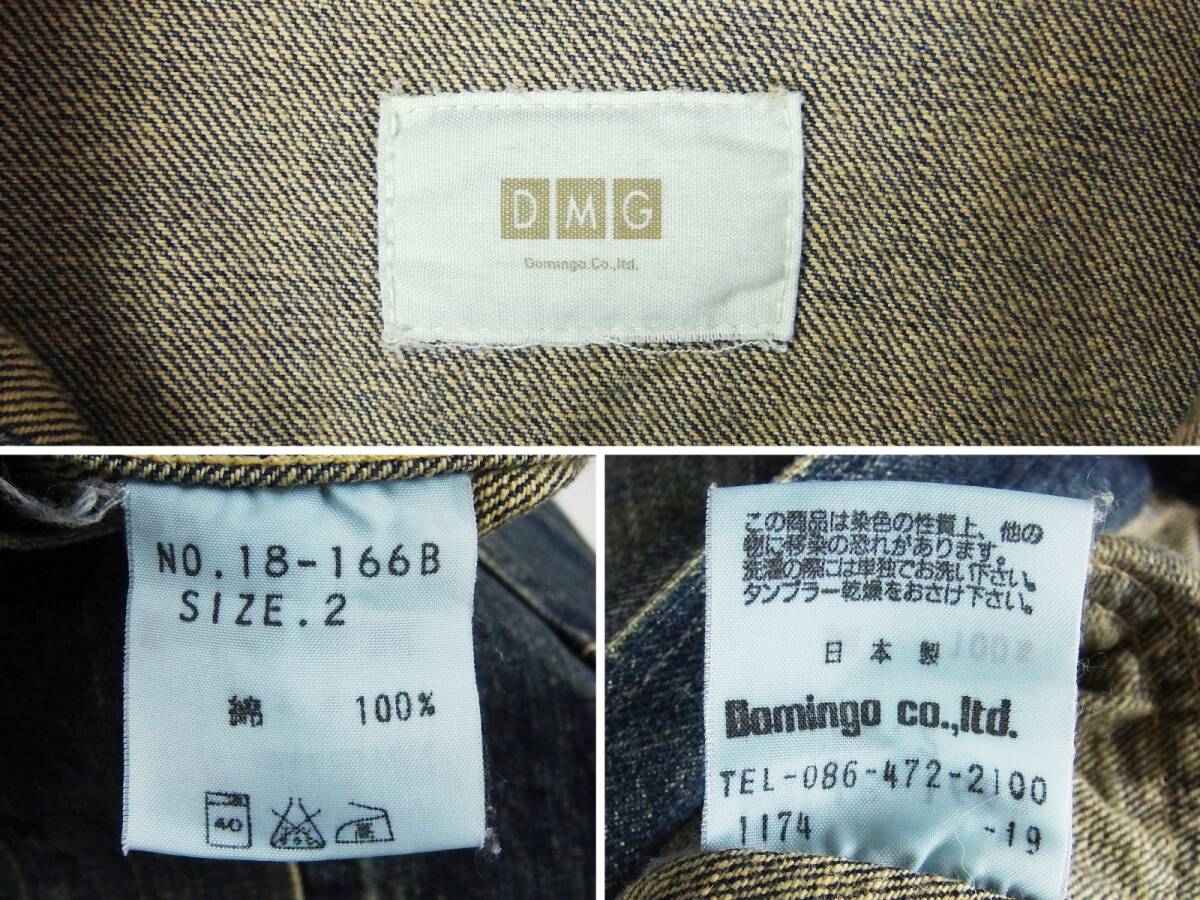 DMG
Domingo.Co.,ltd.
NO.18-166B
SIZE.2
綿 100%
40
高
この商品は染色の性質上、他の
物に移染の恐れがあります。
洗濯の際には単独でお洗い下さい。
タンブラー乾燥をおさけ下さい。
日本製
Domingo co.,ltd.
TEL-086-472-2100
1174 -19